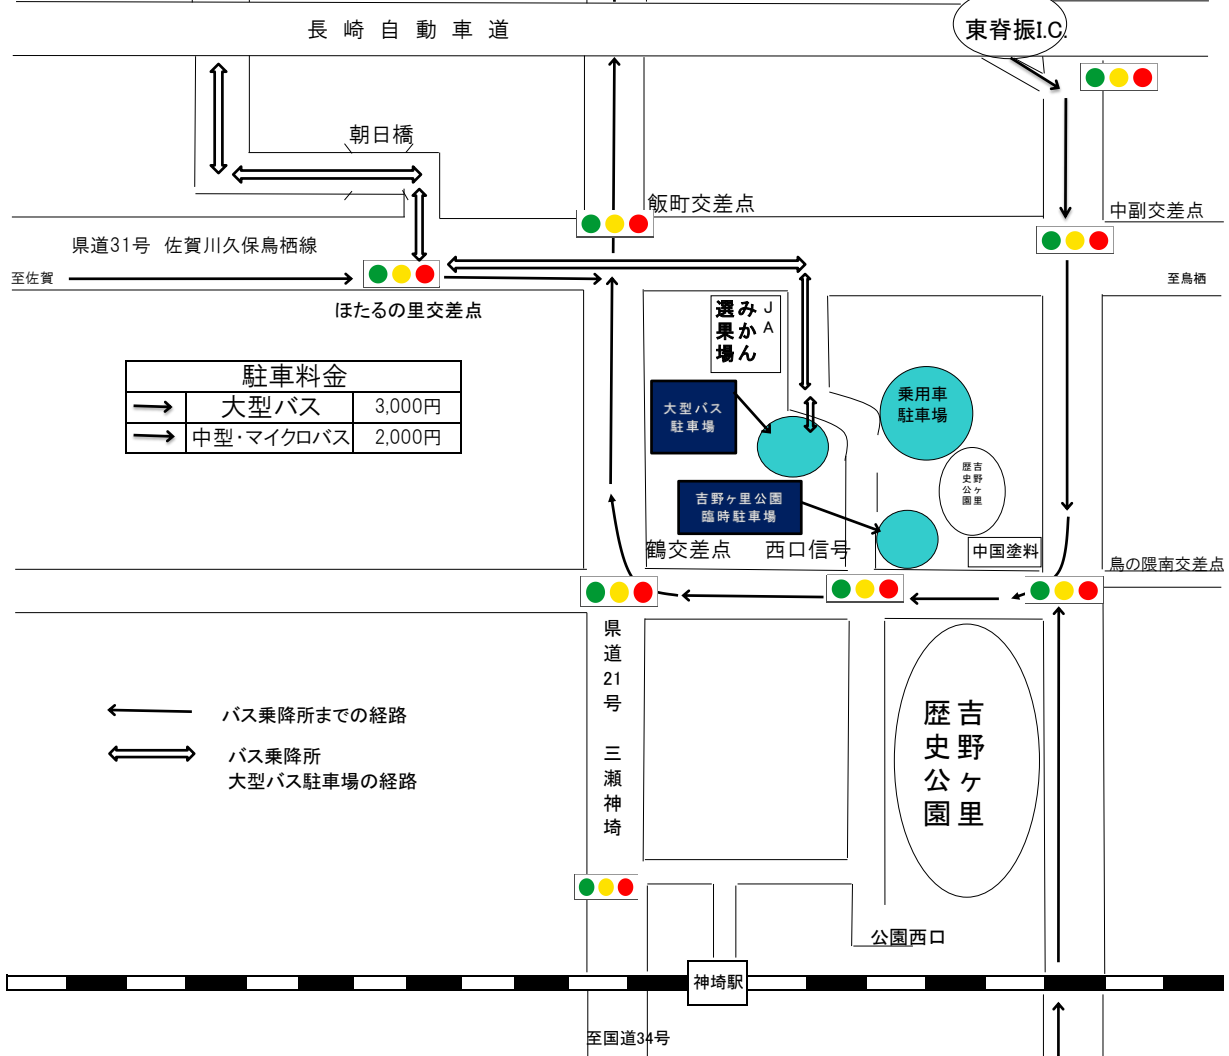 長崎自動車道
東脊振I.C.
朝日橋
飯町交差点
中副交差点
県道31号 佐賀川久保鳥栖線
至佐賀
至鳥栖
ほたるの里交差点
JA
みかん
選果場
駐車料金
大型バス 3,000円
中型・マイクロバス 2,000円
大型バス
駐車場
乗用車
駐車場
吉野ヶ里
歴史公園
吉野ヶ里公園
臨時駐車場
鶴交差点
西口信号
中国塗料
鳥の隈南交差点
県道21号 三瀬神埼
吉野ヶ里
歴史公園
バス乗降所までの経路
バス乗降所
大型バス駐車場の経路
公園西口
神埼駅
至国道34号